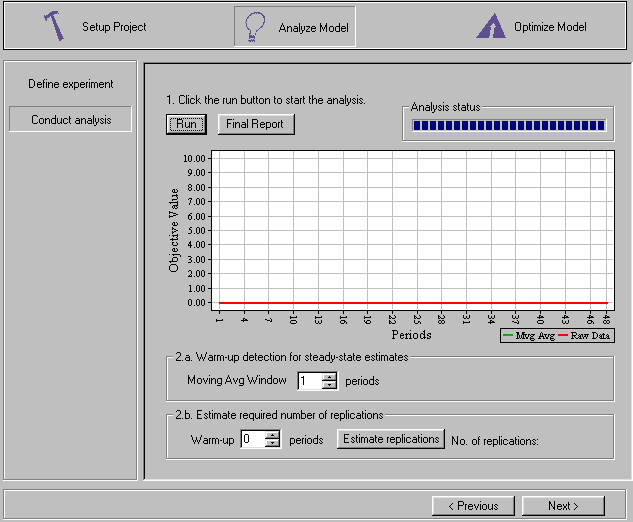 Setup Project
Analyze Model
Optimize Model
Define experiment
Conduct analysis
1. Click the run button to start the analysis.
Run
Final Report
Analysis status
Objective Value
10.00
9.00
8.00
7.00
6.00
5.00
4.00
3.00
2.00
1.00
0.00
1 4 7 10 13 16 19 22 25 28 31 34 37 40 43 46 48
Periods
Mvg Avg Raw Data
2.a. Warm-up detection for steady-state estimates
Moving Avg Window 1 periods
2.b. Estimate required number of replications
Warm-up 0 periods Estimate replications No. of replications:
< Previous Next >